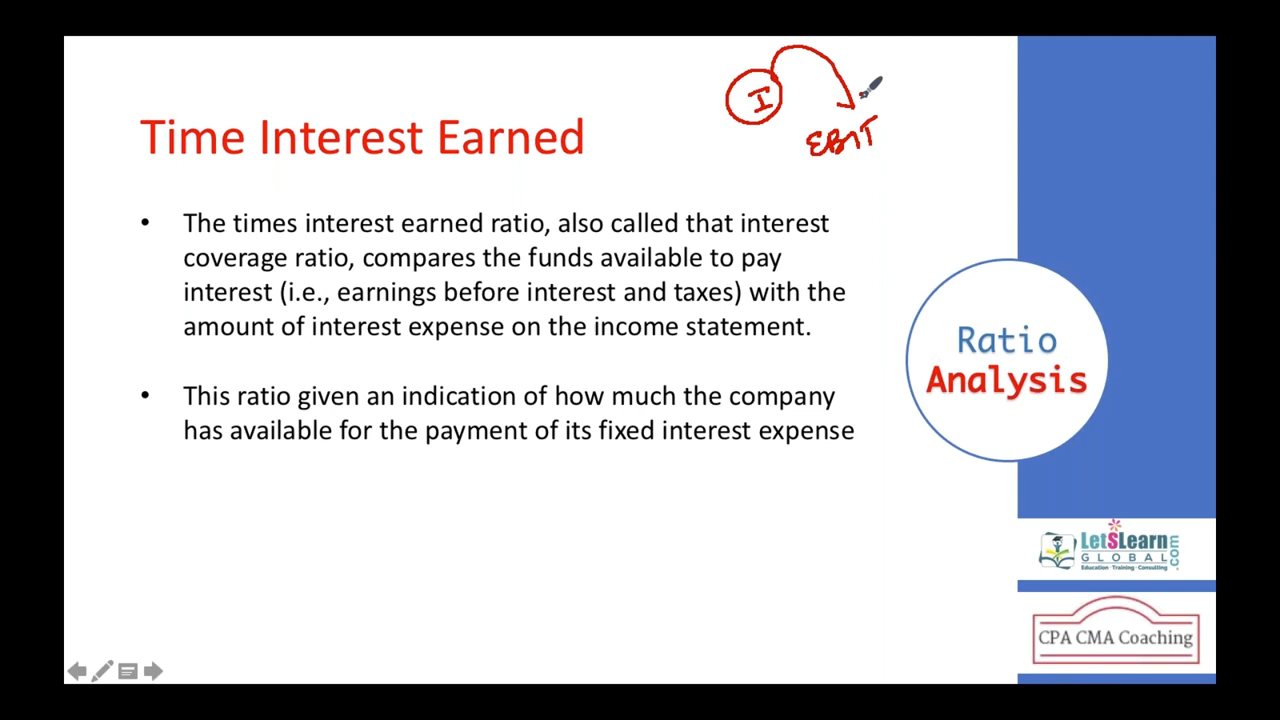 I
EBIT
Time Interest Earned
• The times interest earned ratio, also called that interest
coverage ratio, compares the funds available to pay
interest (i.e., earnings before interest and taxes) with the
amount of interest expense on the income statement.
• This ratio given an indication of how much the company
has available for the payment of its fixed interest expense
Ratio
Analysis
LetSLearn
GLOBAL.com
Education - Training - Consulting
CPA CMA Coaching